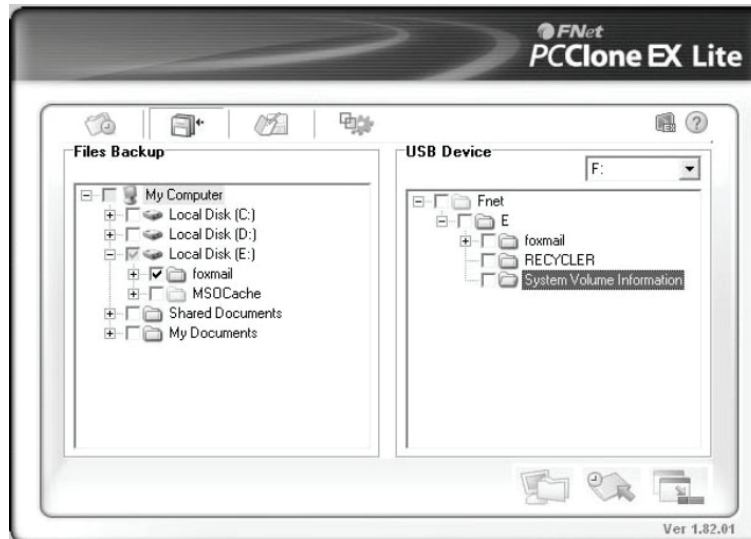 FNet
PCClone EX Lite
Files Backup
My Computer
Local Disk (C:)
Local Disk (D:)
Local Disk (E:)
foxmail
MSOCache
Shared Documents
My Documents
USB Device
F:
Fnet
E
foxmail
RECYCLER
System Volume Information
Ver 1.82.01